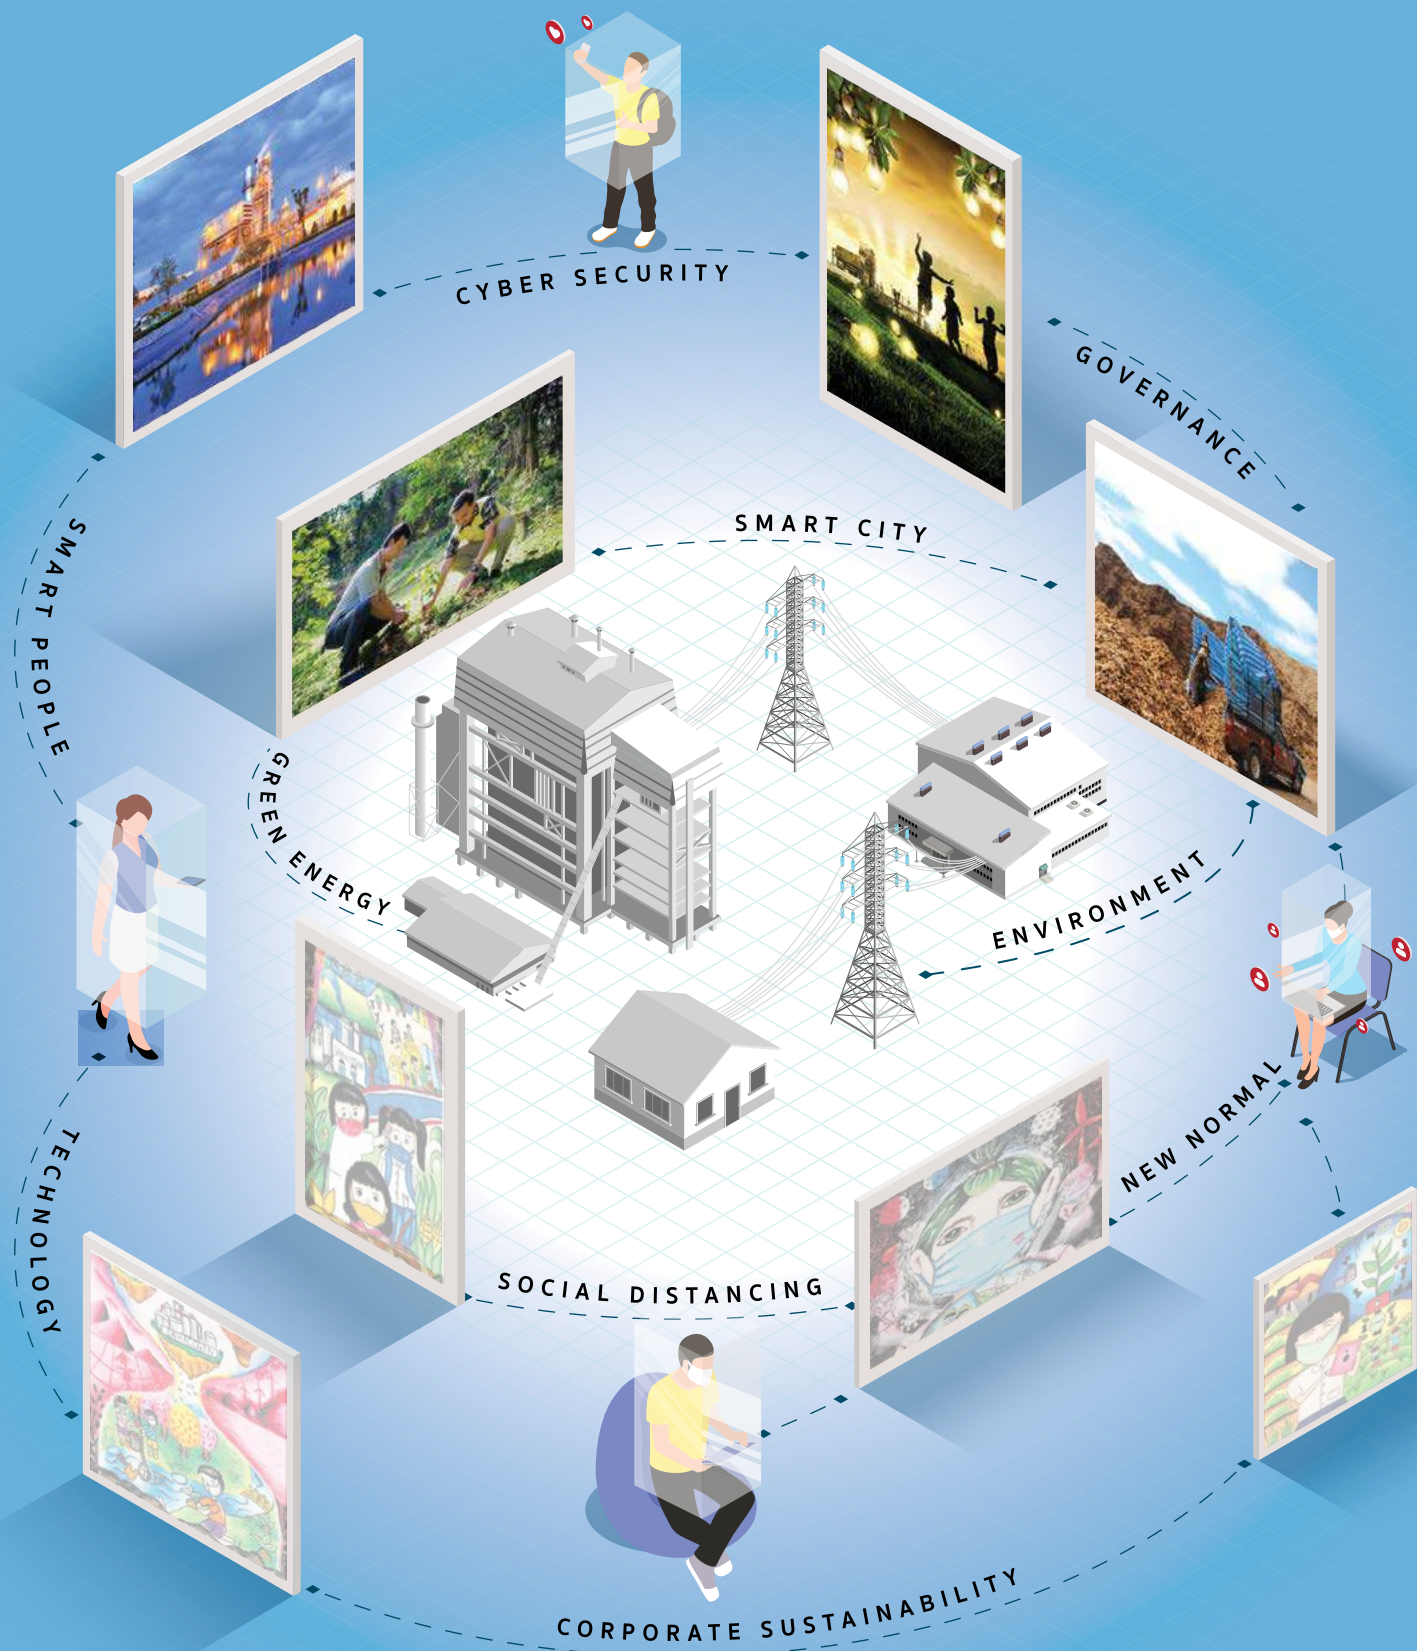 CYBER SECURITY
GOVERNANCE
SMART CITY
SMART PEOPLE
GREEN ENERGY
ENVIRONMENT
NEW NORMAL
TECHNOLOGY
SOCIAL DISTANCING
CORPORATE SUSTAINABILITY